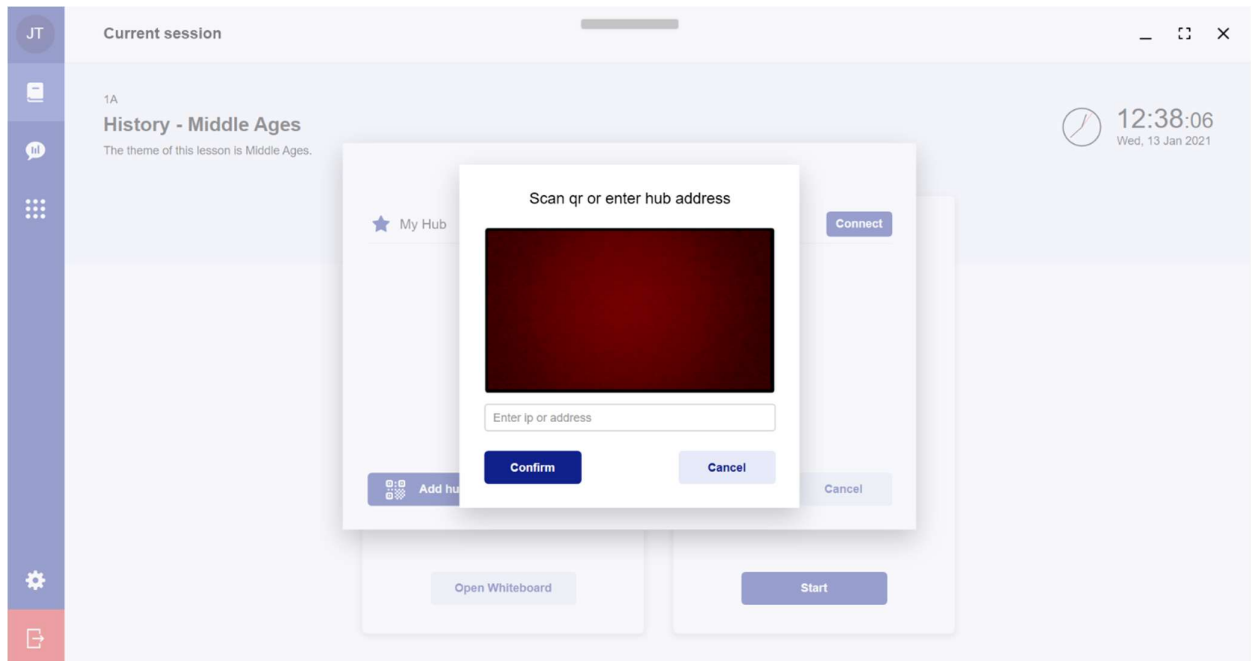 JT
Current session
1A
History - Middle Ages
The theme of this lesson is Middle Ages.
12:38:06
Wed, 13 Jan 2021
Scan qr or enter hub address
My Hub
Connect
Enter ip or address
Confirm
Cancel
Add hu
Cancel
Open Whiteboard
Start